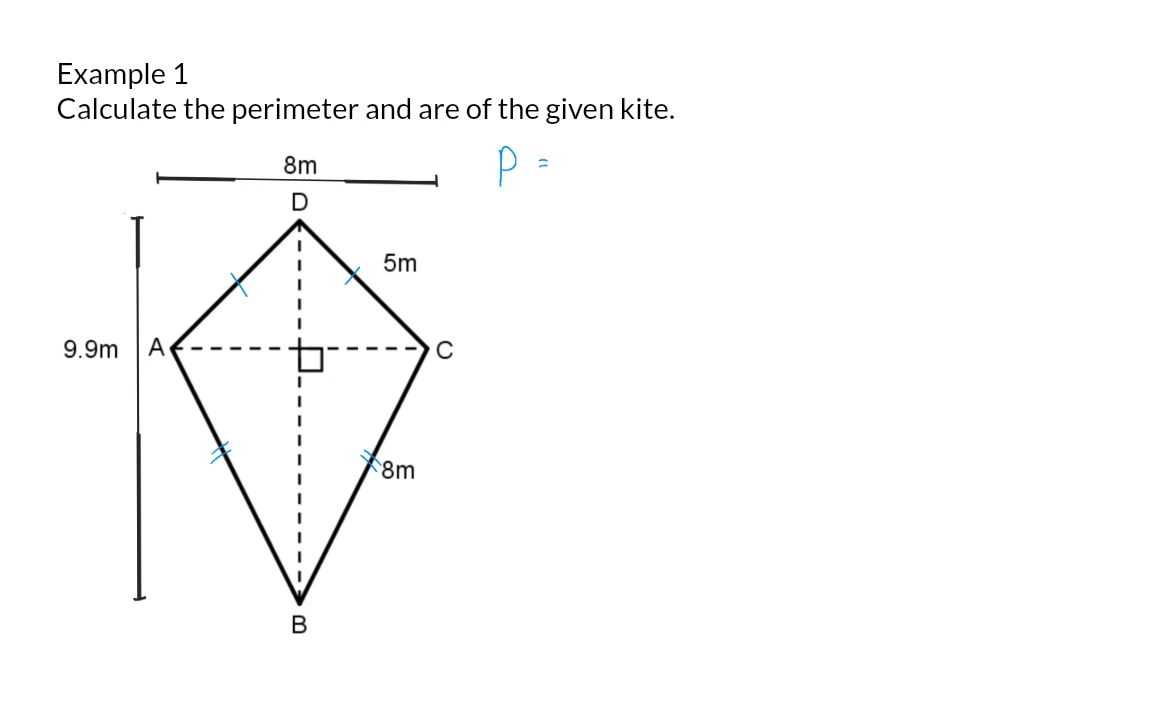 Example 1
Calculate the perimeter and are of the given kite.
P =
8m
D
5m
9.9m
A
C
8m
B